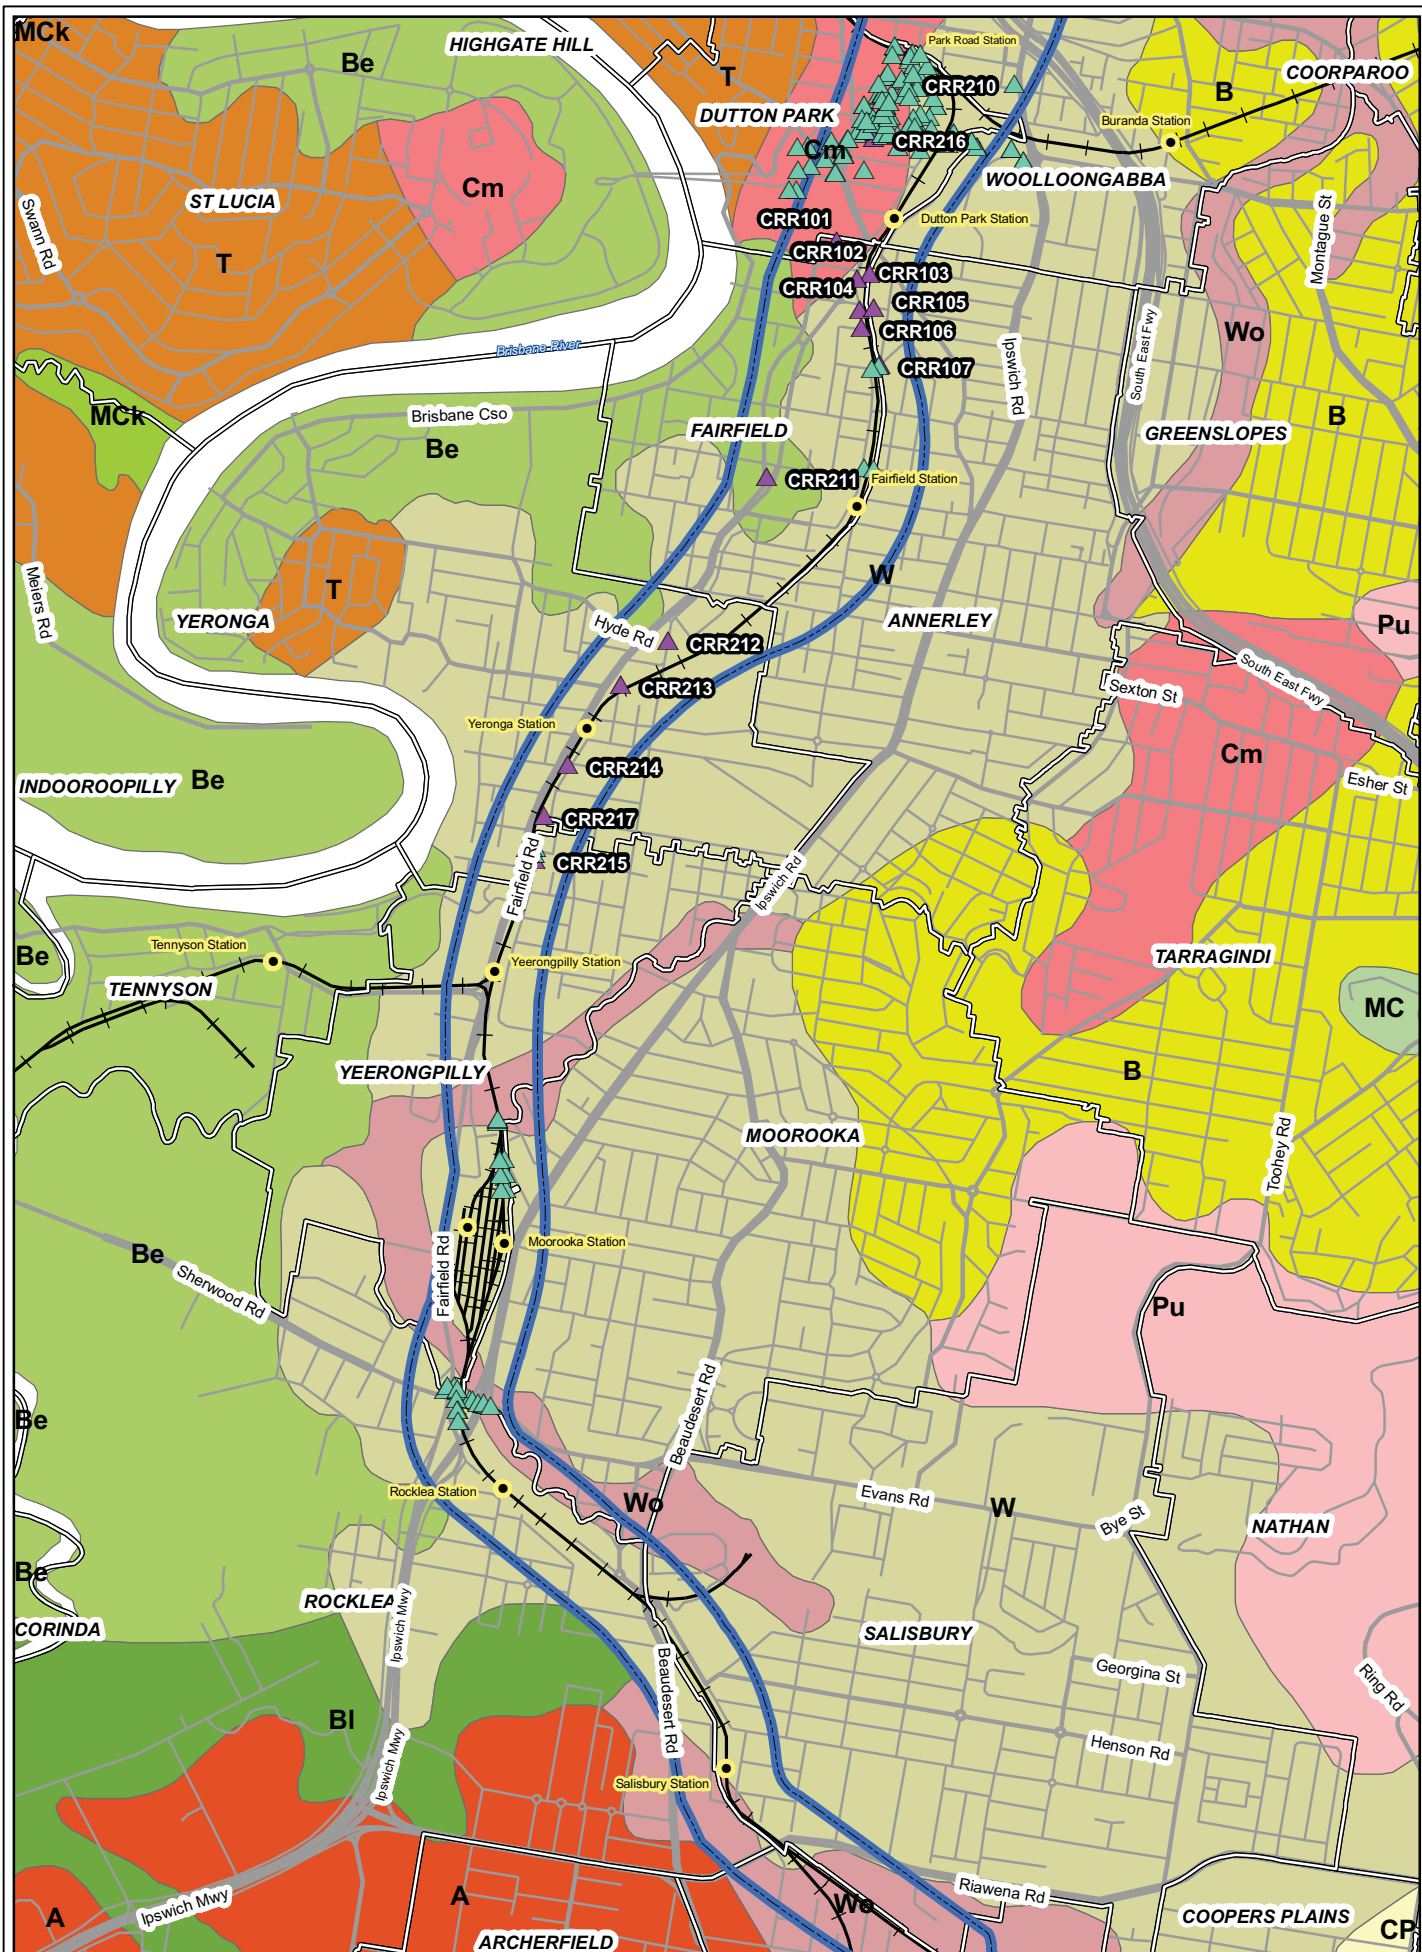 MCk
HIGHGATE HILL
Park Road Station
Be
T
COORPAROO
B
CRR210
DUTTON PARK
Buranda Station
CRR216
Cm
WOOLLOONGABBA
Cm
ST LUCIA
Swann Rd
CRR101
Dutton Park Station
Montague St
CRR102
T
CRR103
CRR104
CRR105
CRR106
Wo
Brisbane River
South East Fwy
Ipswich Rd
CRR107
MCk
Brisbane Cso
B
FAIRFIELD
GREENSLOPES
Be
CRR211
Fairfield Station
W
T
Meiers Rd
YERONGA
ANNERLEY
Pu
Hyde Rd
CRR212
South East Fwy
CRR213
Sexton St
Yeronga Station
Cm
CRR214
INDOOROOPILLY
Be
Esher St
CRR217
CRR215
Fairfield Rd
Ipswich Rd
Tennyson Station
Be
Yeerongpilly Station
TARRAGINDI
TENNYSON
MC
YEERONGPILLY
B
MOOROOKA
Toohey Rd
Moorooka Station
Be
Fairfield Rd
Sherwood Rd
Pu
Beaudesert Rd
Be
Rocklea Station
Evans Rd
Wo
W
Bye St
NATHAN
Be
ROCKLEA
Ipswich Mwy
CORINDA
SALISBURY
Georgina St
Beaudesert Rd
Ring Rd
Bl
Henson Rd
Ipswich Mwy
Salisbury Station
Riawena Rd
A
Ipswich Mwy
A
Wo
COOPERS PLAINS
CP
ARCHERFIELD